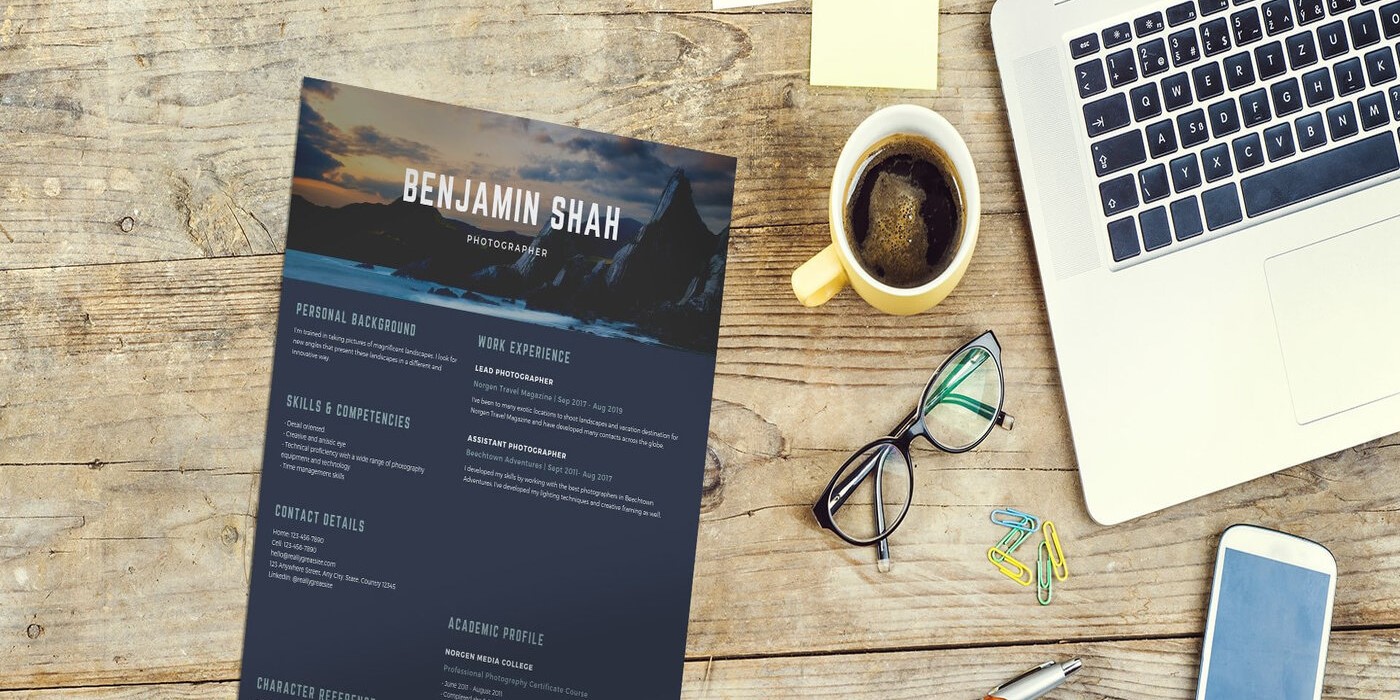 BENJAMIN SHAH
PHOTOGRAPHER
PERSONAL BACKGROUND
I'm trained in taking pictures of magnificent landscapes. I look for
new angles that present these landscapes in a different and
innovative way.
SKILLS & COMPETENCIES
- Detail oriented
- Creative and artistic eye
- Technical proficiency with a wide range of photography
equipment and technology
- Time management skills
CONTACT DETAILS
Home: 123-456-7890
Cell: 123-456-7890
hello@reallygreatsite.com
123 Anywhere Street, Any City, State, Country 12345
LinkedIn: @reallygreatsite
CHARACTER REFERENCE
WORK EXPERIENCE
LEAD PHOTOGRAPHER
Norgen Travel Magazine | Sep 2017 - Aug 2019
I've been to many exotic locations to shoot landscapes and vacation destination for
Norgen Travel Magazine and have developed many contacts across the globe.
ASSISTANT PHOTOGRAPHER
Beechtown Adventures | Sept 2011- Aug 2017
I developed my skills by working with the best photographers in Beechtown
Adventures. I've developed my lighting techniques and creative framing as well.
ACADEMIC PROFILE
NORGEN MEDIA COLLEGE
Professional Photography Certificate Course
- June 2011 - August 2011
- Completed
esc
1 2 3 4 5 6
Q W E R T Z U I
A S D F G H J K
Y X C V B N M